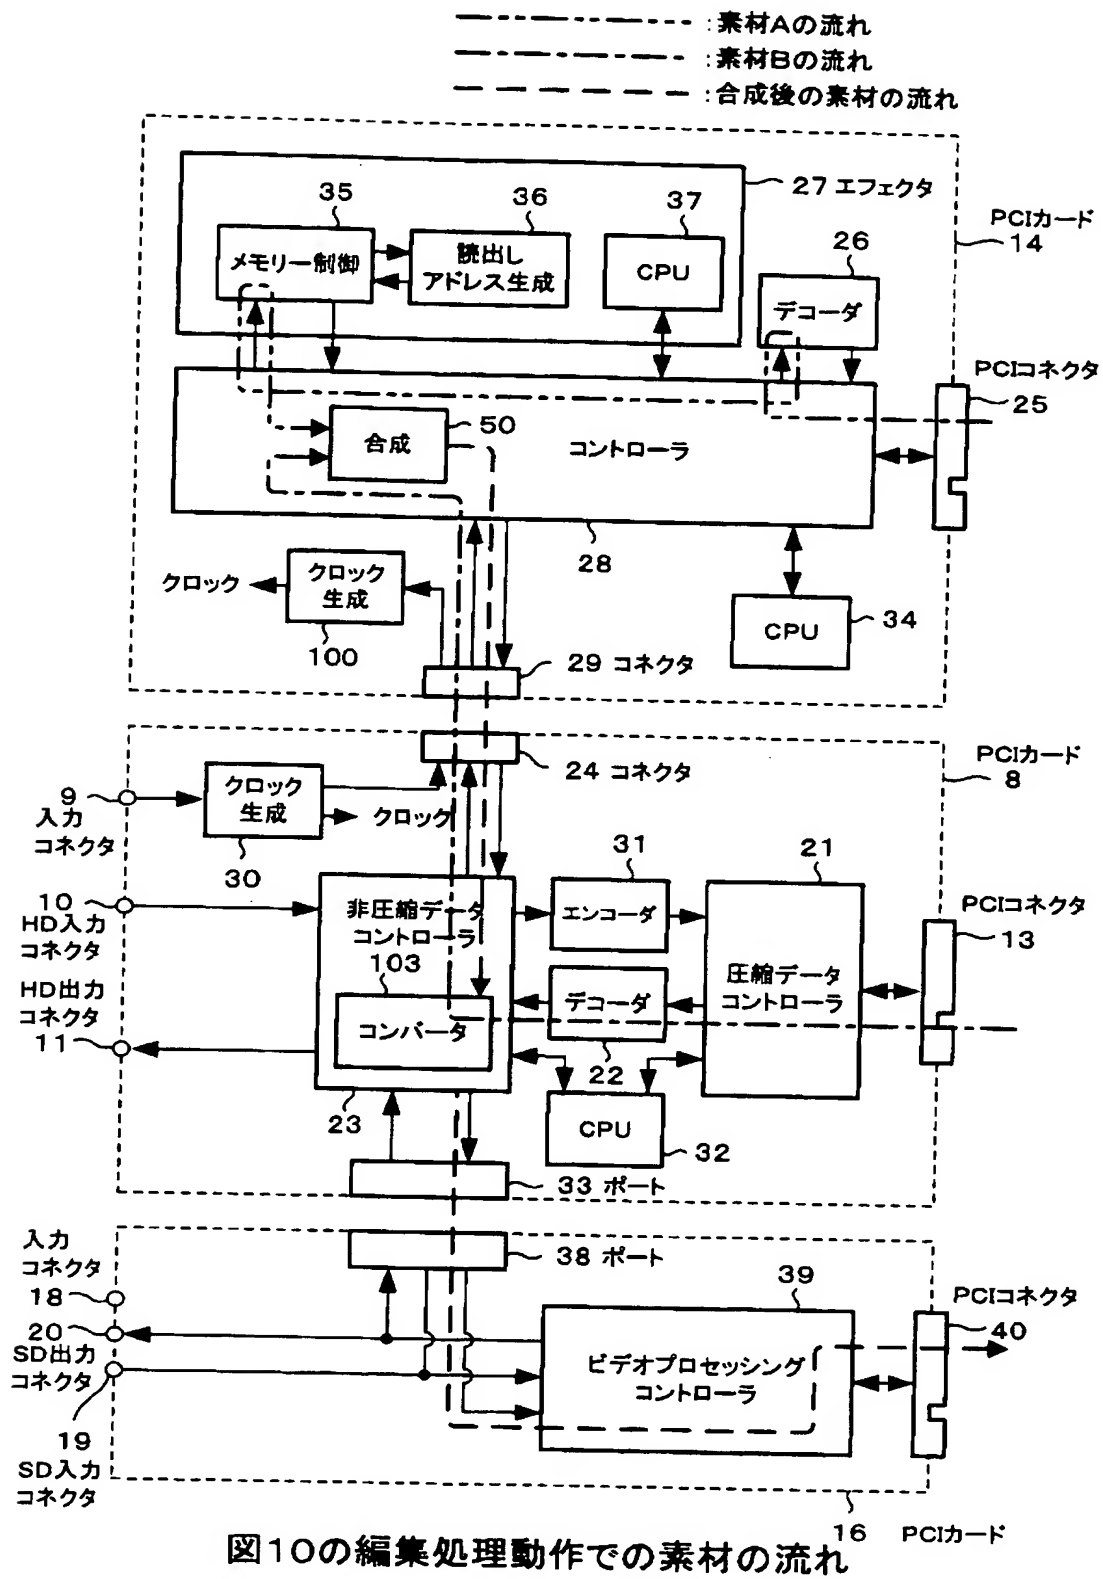 :素材Aの流れ
:素材Bの流れ
:合成後の素材の流れ
27 エフェクタ
35
36
37
26
PCIカード
14
メモリー制御
読出し
アドレス生成
CPU
デコーダ
PCIコネクタ
25
50
合成
コントローラ
28
クロック
クロック
生成
100
CPU
34
29 コネクタ
24 コネクタ
PCIカード
8
9
入力
コネクタ
クロック
生成
クロック
30
31
21
10
HD入力
コネクタ
非圧縮データ
コントローラ
エンコーダ
PCIコネクタ
13
103
圧縮データ
コントローラ
HD出力
コネクタ
11
コンバータ
デコーダ
22
23
CPU
32
33 ポート
入力
コネクタ
38 ポート
18
39
PCIコネクタ
40
20
SD出力
コネクタ
ビデオプロセッシング
コントローラ
19
SD入力
コネクタ
16
PCIカード
図10の編集処理動作での素材の流れ